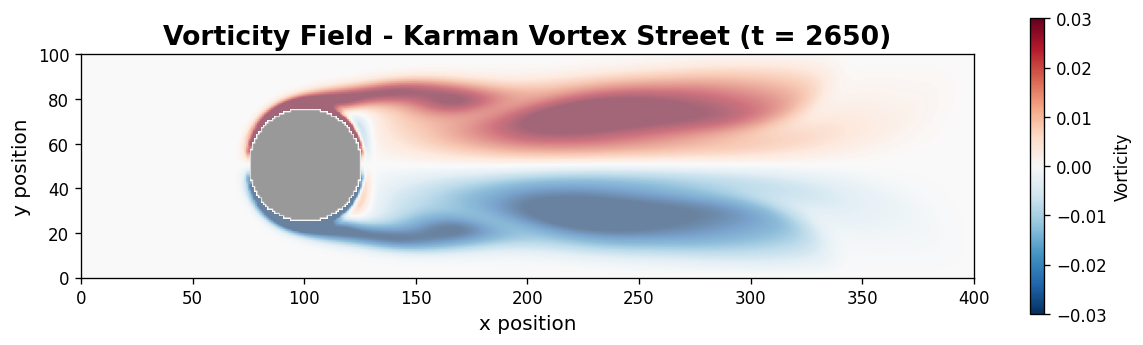 Vorticity Field - Karman Vortex Street (t = 2650)
100
80
60
40
20
0
y position
0 50 100 150 200 250 300 350 400
x position
0.03
0.02
0.01
0.00
−0.01
−0.02
−0.03
Vorticity